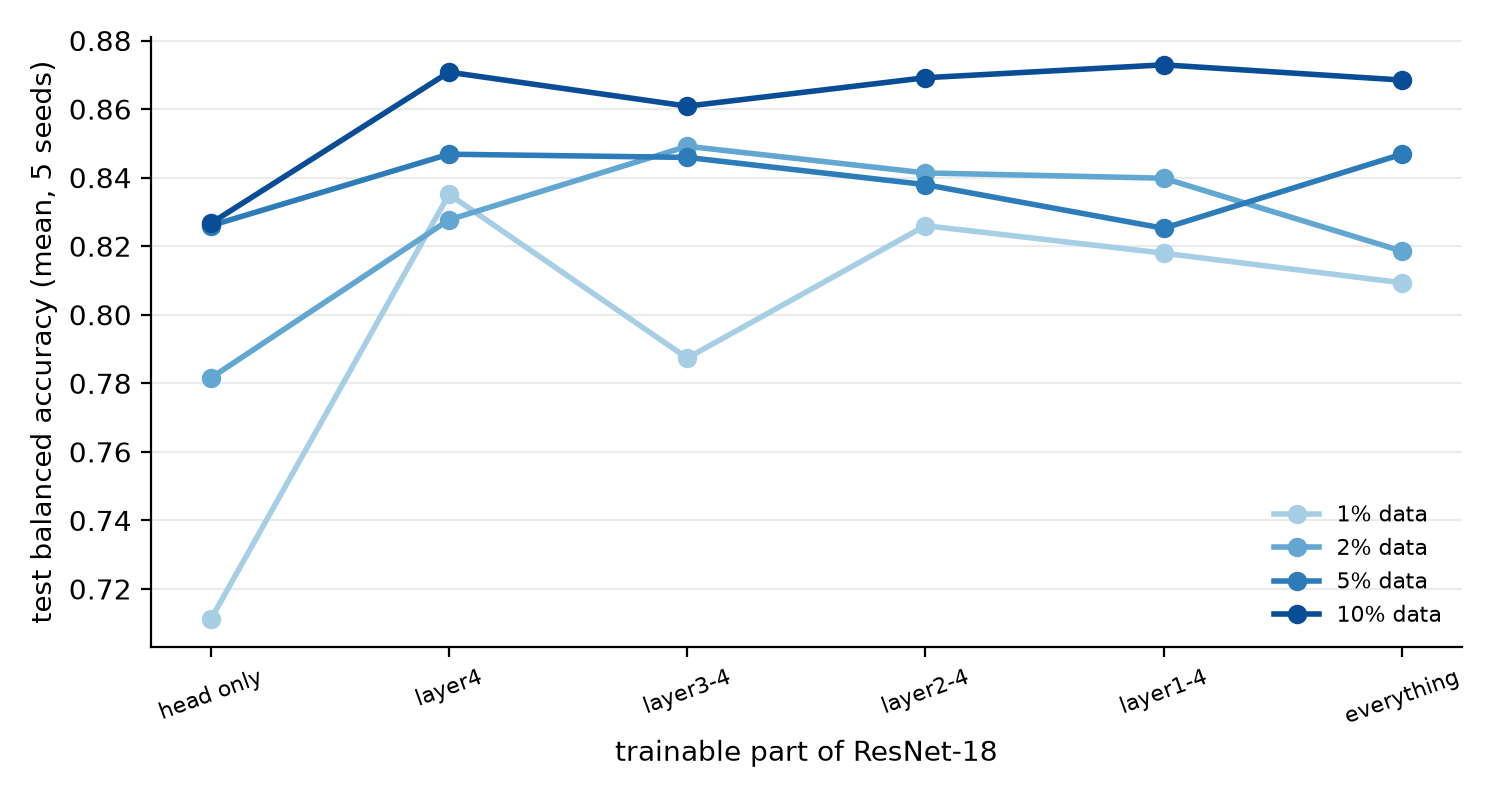 test balanced accuracy (mean, 5 seeds)
0.88
0.86
0.84
0.82
0.80
0.78
0.76
0.74
0.72
1% data
2% data
5% data
10% data
head only
layer4
layer3-4
layer2-4
layer1-4
everything
trainable part of ResNet-18